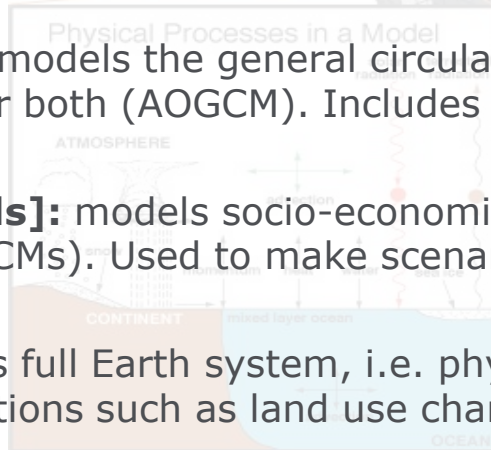 Physical Processes in a Model
models the general circula
r both (AOGCM). Includes
ATMOSPHERE
ls]: models socio-economi
CMs). Used to make scena
CONTINENT
mixed layer ocean
s full Earth system, i.e. phy
tions such as land use chan
OCEAN